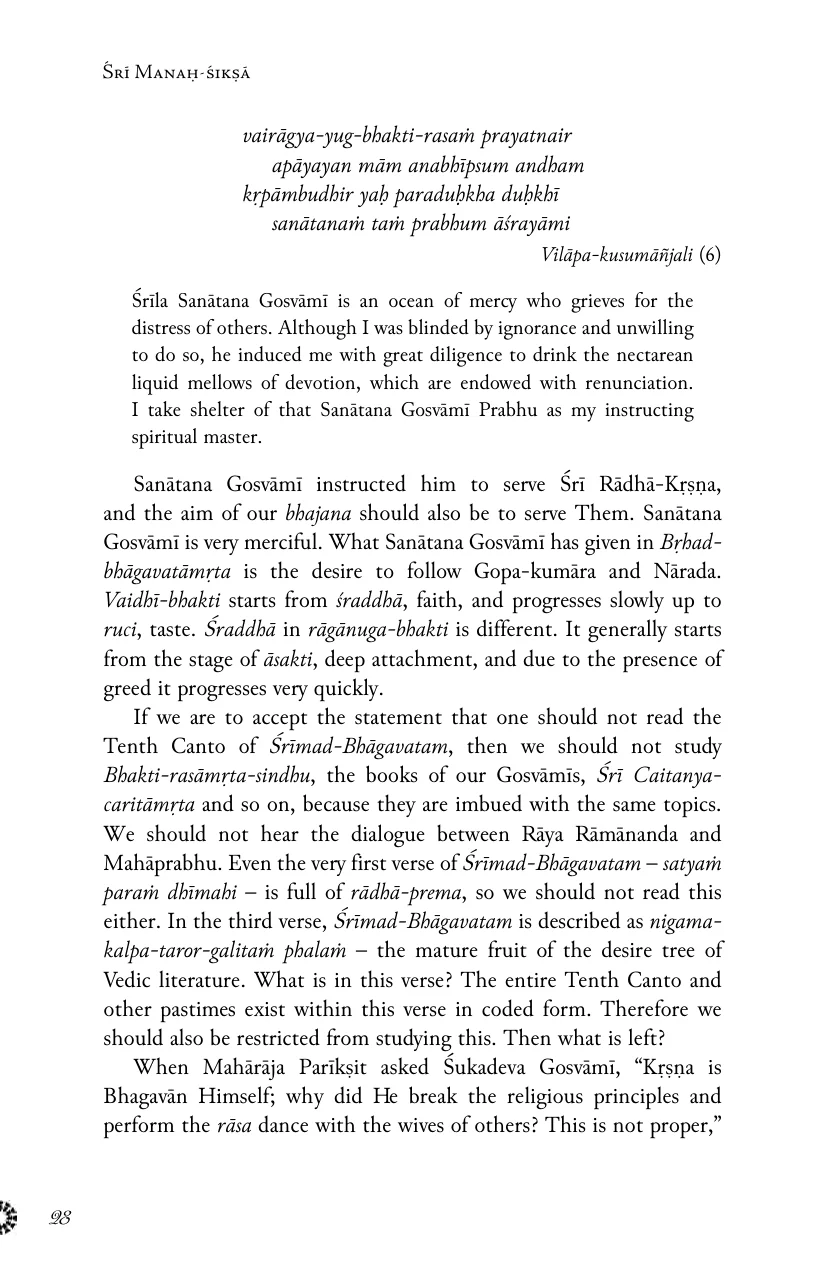 Śrī Manaḥ-śikṣā
vairāgya-yug-bhakti-rasaṁ prayatnair
apāyayan mām anabhīpsum andham
kṛpāmbudhir yaḥ paraduḥkha duḥkhī
sanātanaṁ taṁ prabhum āśrayāmi
Vilāpa-kusumāñjali (6)
Śrīla Sanātana Gosvāmī is an ocean of mercy who grieves for the
distress of others. Although I was blinded by ignorance and unwilling
to do so, he induced me with great diligence to drink the nectarean
liquid mellows of devotion, which are endowed with renunciation.
I take shelter of that Sanātana Gosvāmī Prabhu as my instructing
spiritual master.
Sanātana Gosvāmī instructed him to serve Śrī Rādhā-Kṛṣṇa,
and the aim of our bhajana should also be to serve Them. Sanātana
Gosvāmī is very merciful. What Sanātana Gosvāmī has given in Bṛhad-
bhāgavatāmṛta is the desire to follow Gopa-kumāra and Nārada.
Vaidhī-bhakti starts from śraddhā, faith, and progresses slowly up to
ruci, taste. Śraddhā in rāgānuga-bhakti is different. It generally starts
from the stage of āsakti, deep attachment, and due to the presence of
greed it progresses very quickly.
If we are to accept the statement that one should not read the
Tenth Canto of Śrīmad-Bhāgavatam, then we should not study
Bhakti-rasāmṛta-sindhu, the books of our Gosvāmīs, Śrī Caitanya-
caritāmṛta and so on, because they are imbued with the same topics.
We should not hear the dialogue between Rāya Rāmānanda and
Mahāprabhu. Even the very first verse of Śrīmad-Bhāgavatam – satyaṁ
paraṁ dhīmahi – is full of rādhā-prema, so we should not read this
either. In the third verse, Śrīmad-Bhāgavatam is described as nigama-
kalpa-taror-galitaṁ phalaṁ – the mature fruit of the desire tree of
Vedic literature. What is in this verse? The entire Tenth Canto and
other pastimes exist within this verse in coded form. Therefore we
should also be restricted from studying this. Then what is left?
When Mahārāja Parīkṣit asked Śukadeva Gosvāmī, “Kṛṣṇa is
Bhagavān Himself; why did He break the religious principles and
perform the rāsa dance with the wives of others? This is not proper,”
28